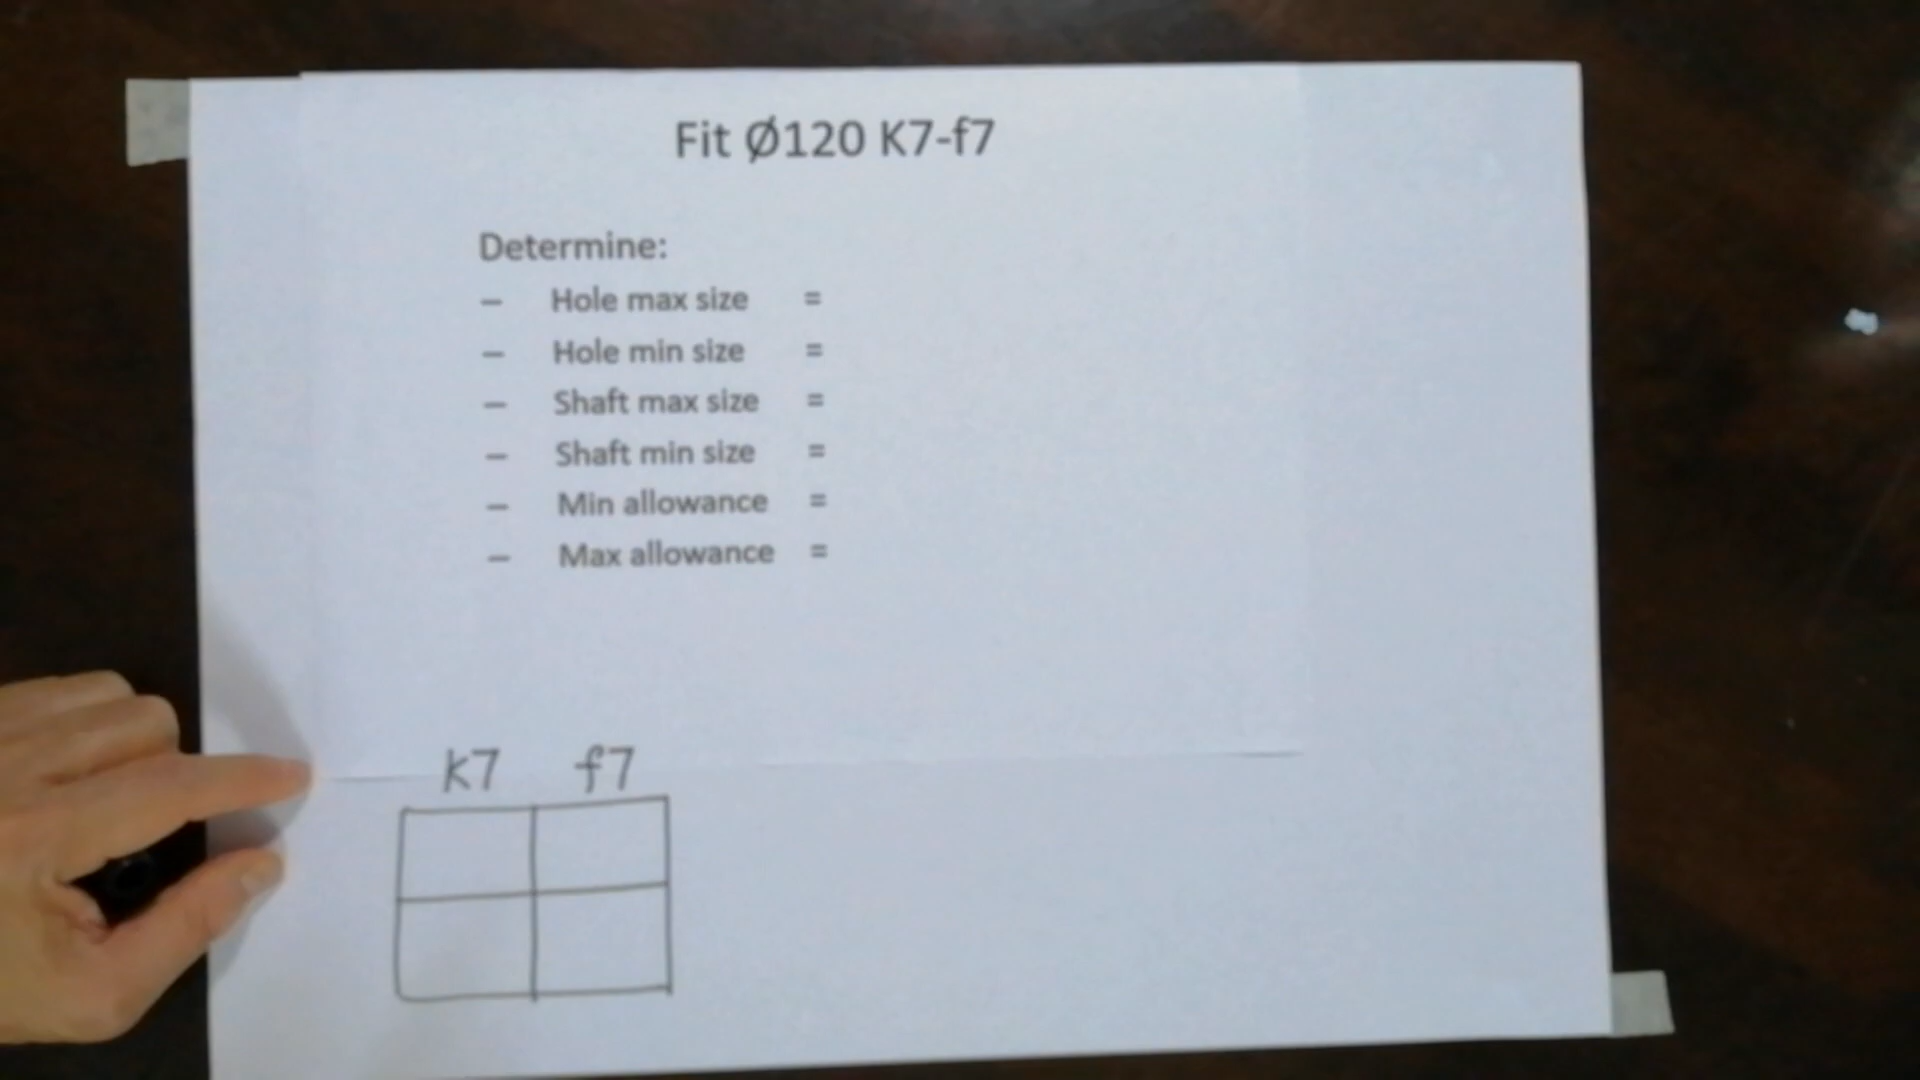 Fit Ø120 K7-f7
Determine:
– Hole max size =
– Hole min size =
– Shaft max size =
– Shaft min size =
– Min allowance =
– Max allowance =
k7 f7